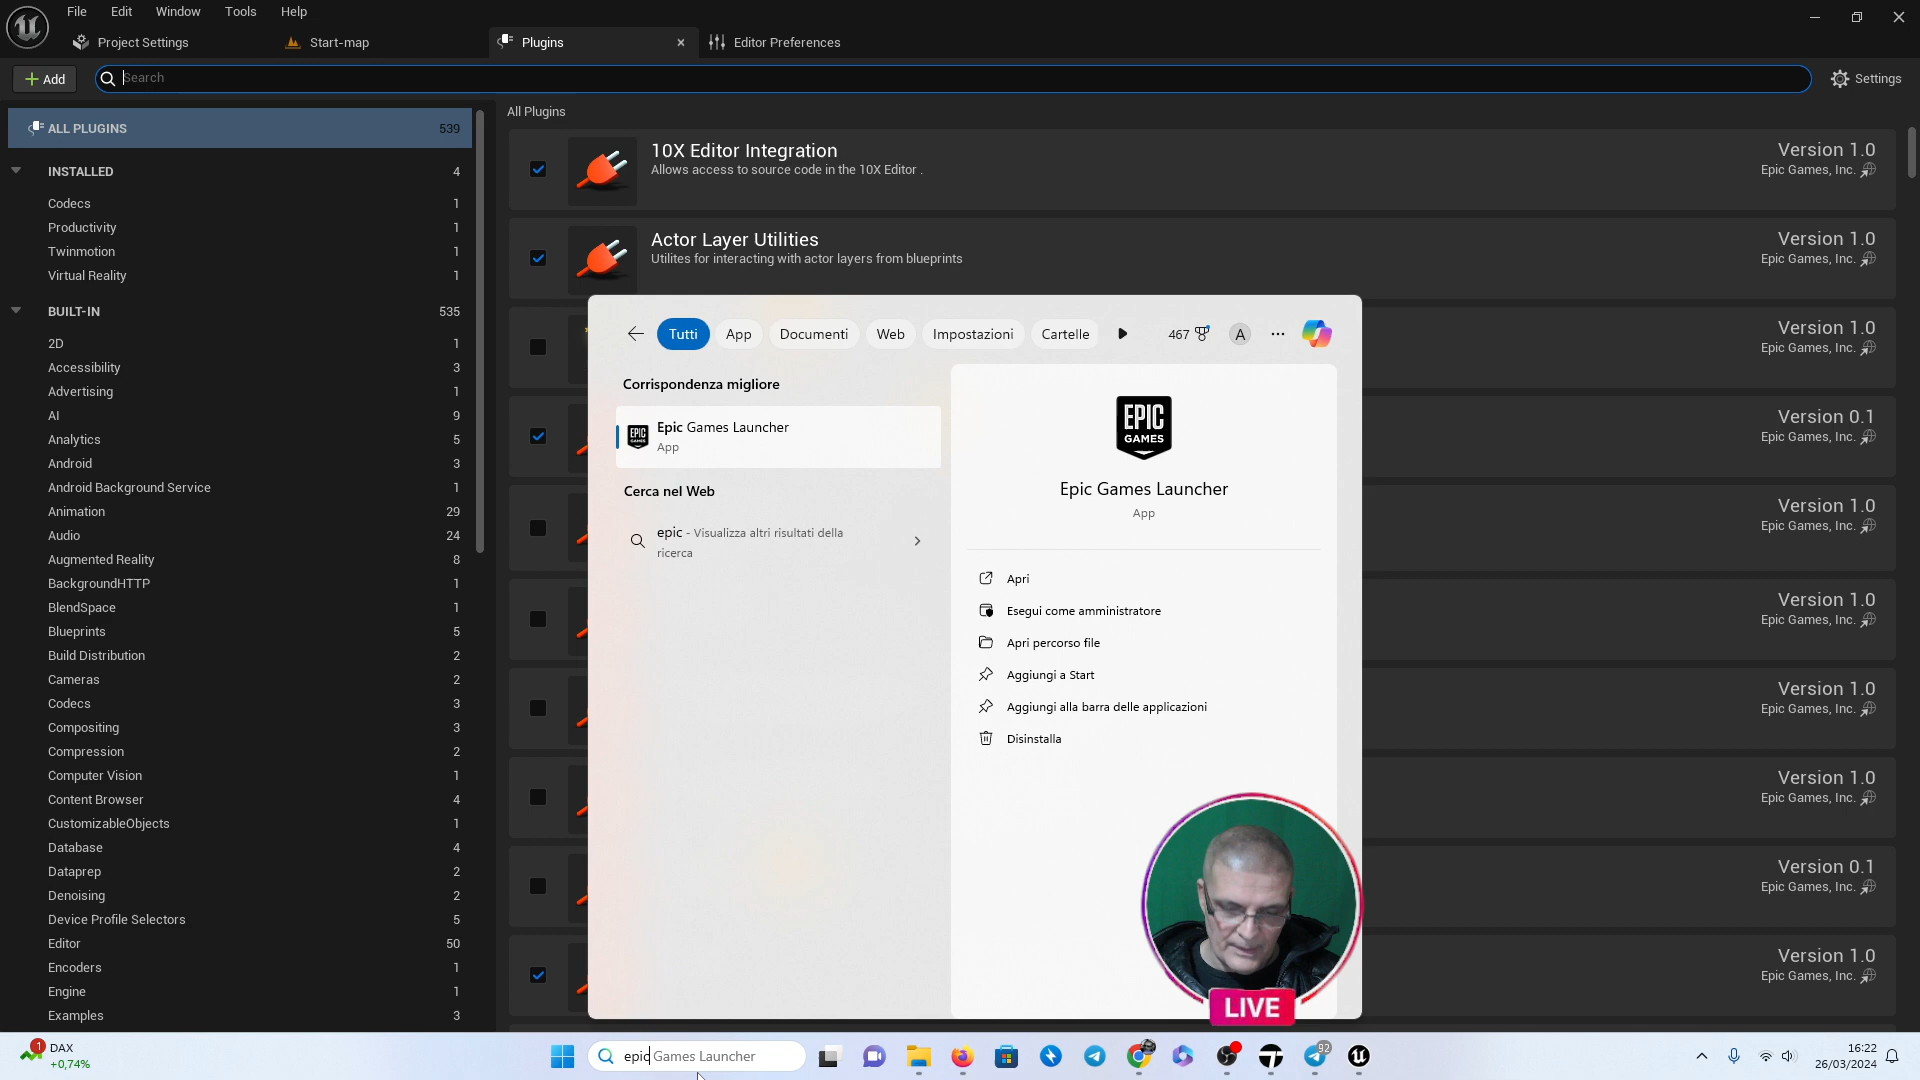 File Edit Window Tools Help
Project Settings Start-map Plugins Editor Preferences
Add Search Settings
ALL PLUGINS 539
INSTALLED 4
Codecs 1
Productivity 1
Twinmotion 1
Virtual Reality 1
BUILT-IN 535
2D 1
Accessibility 3
Advertising 1
AI 9
Analytics 5
Android 3
Android Background Service 1
Animation 29
Audio 24
Augmented Reality 8
BackgroundHTTP 1
BlendSpace 1
Blueprints 5
Build Distribution 2
Cameras 2
Codecs 3
Compositing 3
Compression 2
Computer Vision 1
Content Browser 4
CustomizableObjects 1
Database 4
Dataprep 2
Denoising 2
Device Profile Selectors 5
Editor 50
Encoders 1
Engine 1
Examples 3
All Plugins
10X Editor Integration
Allows access to source code in the 10X Editor .
Version 1.0
Epic Games, Inc.
Actor Layer Utilities
Utilites for interacting with actor layers from blueprints
Version 1.0
Epic Games, Inc.
Version 1.0
Epic Games, Inc.
Version 0.1
Epic Games, Inc.
Version 1.0
Epic Games, Inc.
Version 1.0
Epic Games, Inc.
Version 1.0
Epic Games, Inc.
Version 1.0
Epic Games, Inc.
Version 0.1
Epic Games, Inc.
Version 1.0
Epic Games, Inc.
Tutti App Documenti Web Impostazioni Cartelle 467 A
Corrispondenza migliore
EPIC GAMES
Epic Games Launcher
App
Cerca nel Web
epic - Visualizza altri risultati della
ricerca
EPIC
GAMES
Epic Games Launcher
App
Apri
Esegui come amministratore
Apri percorso file
Aggiungi a Start
Aggiungi alla barra delle applicazioni
Disinstalla
LIVE
1
DAX
+0,74%
epic Games Launcher
92
16:22
26/03/2024